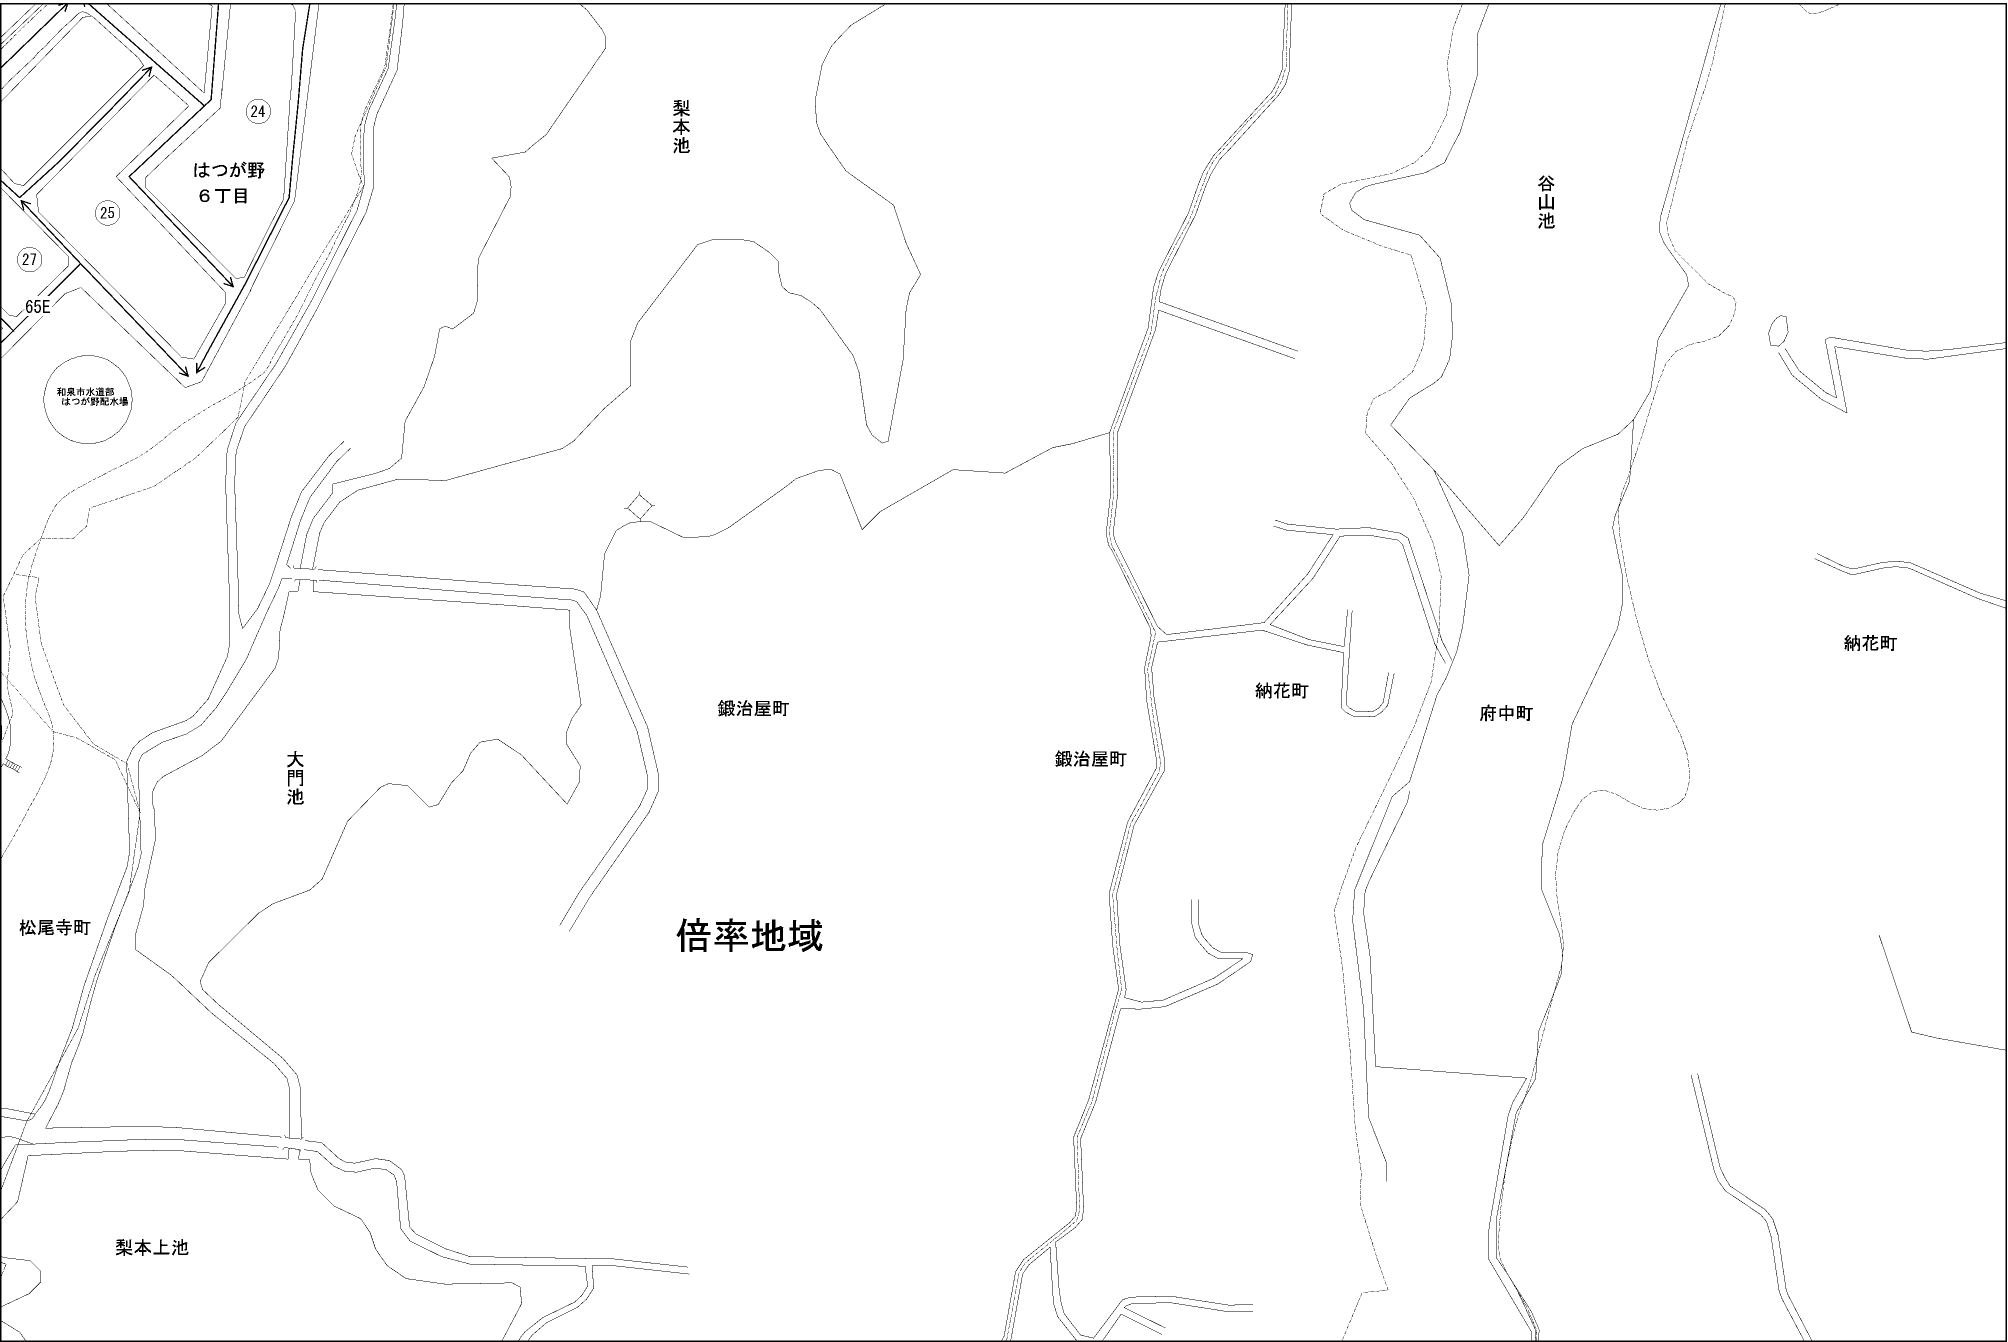 24
はつが野
６丁目
25
27
65E
和泉市水道部
はつが野配水場
梨本池
谷山池
納花町
鍛治屋町
納花町
府中町
大門池
鍛治屋町
松尾寺町
倍率地域
梨本上池